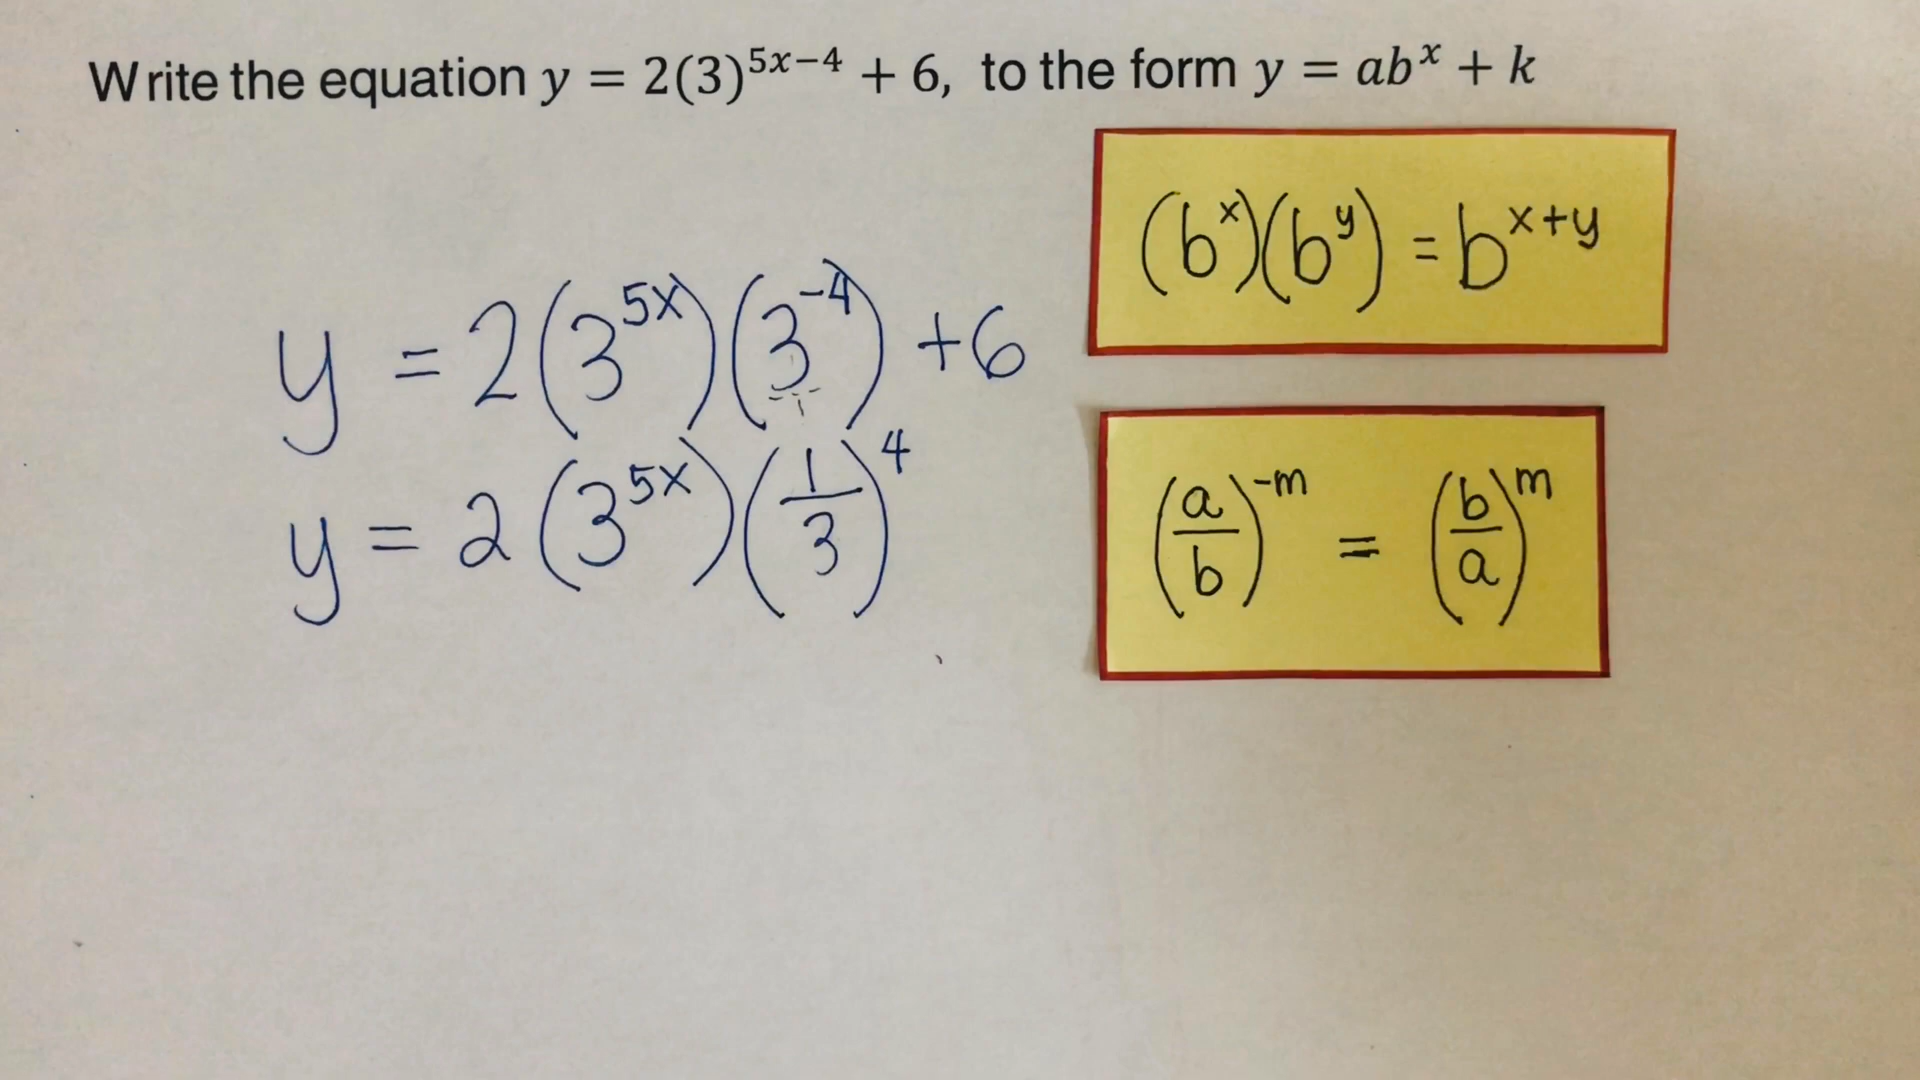 Write the equation y = 2(3)^{5x−4} + 6, to the form y = ab^x + k
(b^x)(b^y) = b^{x+y}
y = 2(3^{5x})(3^{-4}) + 6
y = 2(3^{5x})(1/3)^4
(a/b)^{-m} = (b/a)^m